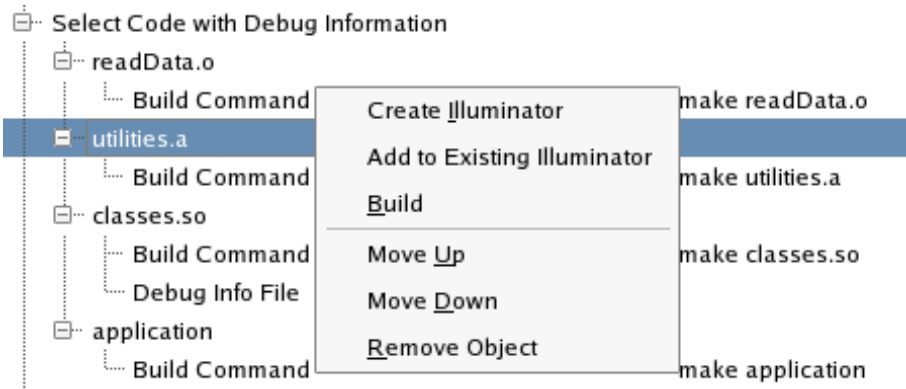 Select Code with Debug Information
readData.o
Build Command make readData.o
utilities.a
Build Command make utilities.a
classes.so
Build Command make classes.so
Debug Info File
application
Build Command make application
Create Illuminator
Add to Existing Illuminator
Build
Move Up
Move Down
Remove Object